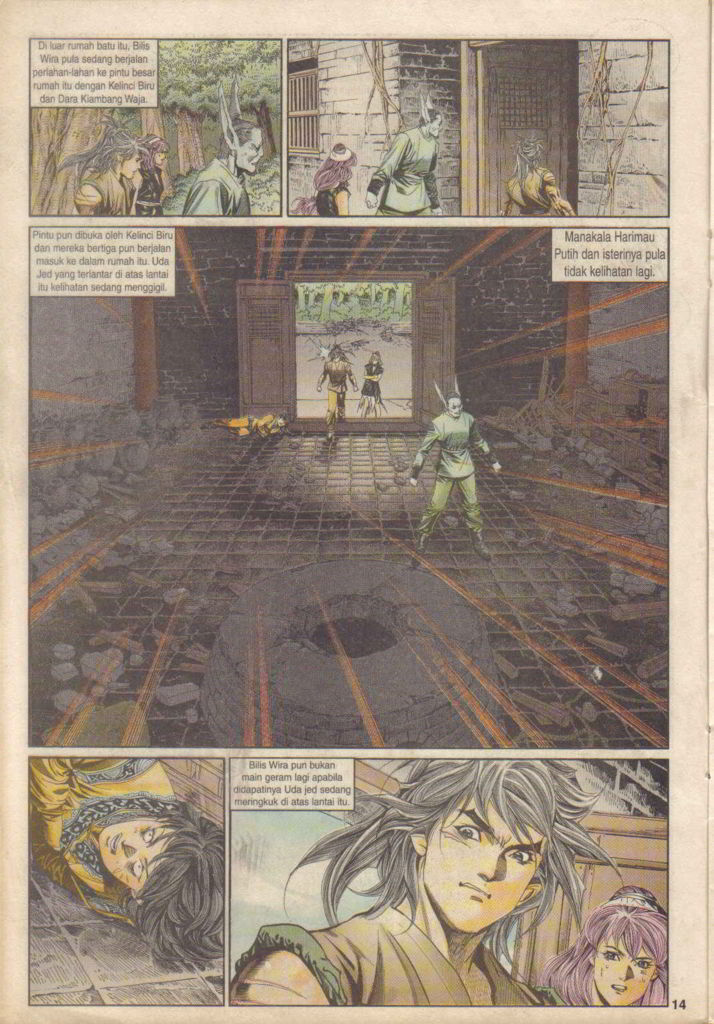 Di luar rumah batu itu, Bilis
Wira pula sedang berjalan
perlahan-lahan ke pintu besar
rumah itu dengan Kelinci Biru
dan Dara Kiambang Waja.
Pintu pun dibuka oleh Kelinci Biru
dan mereka bertiga pun berjalan
masuk ke dalam rumah itu. Uda
Jed yang terlantar di atas lantai
itu kelihatan sedang menggigil.
Manakala Harimau
Putih dan isterinya pula
tidak kelihatan lagi.
Bilis Wira pun bukan
main geram lagi apabila
didapatinya Uda jed sedang
meringkuk di atas lantai itu.
14